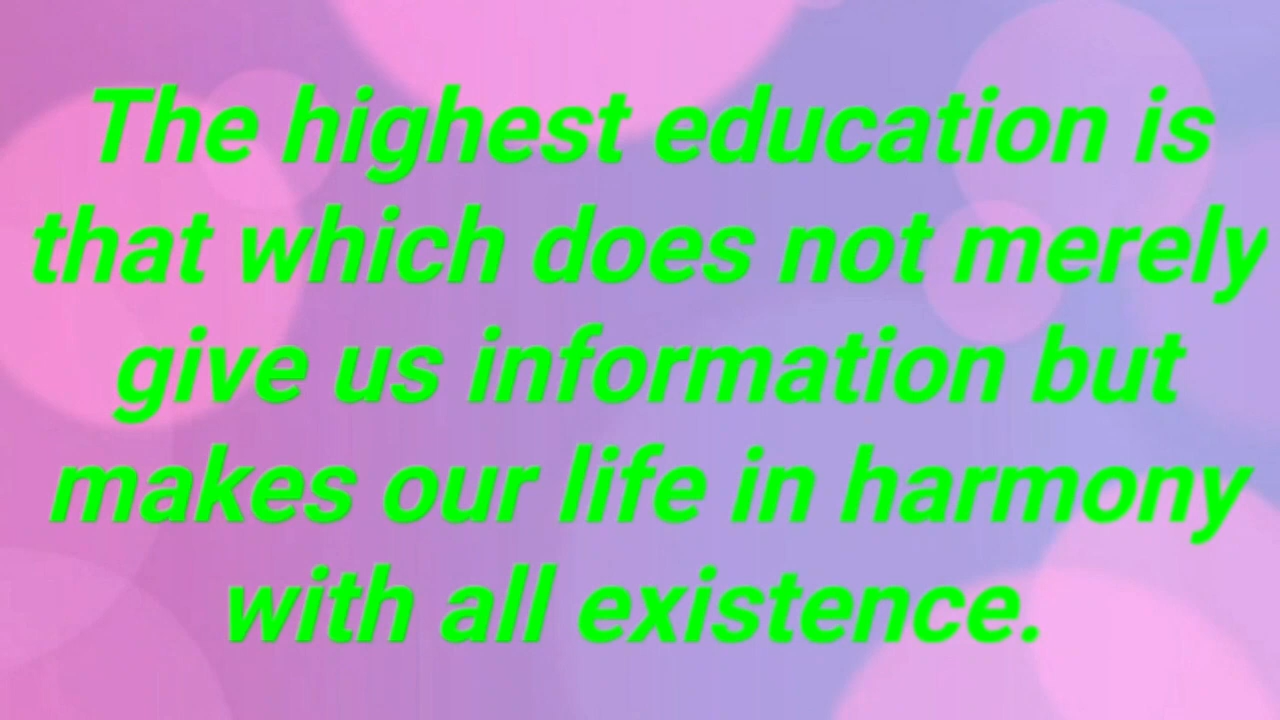 The highest education is
that which does not merely
give us information but
makes our life in harmony
with all existence.